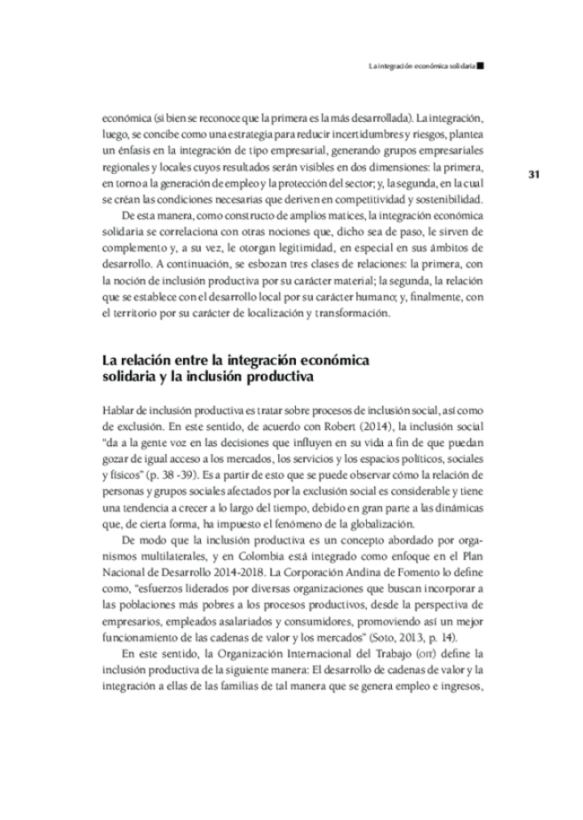 La integración económica solidaria
económica (si bien se reconoce que la primera es la más desarrollada). La integración,
luego, se concibe como una estrategia para reducir incertidumbres y riesgos, plantea
un énfasis en la integración de tipo empresarial, generando grupos empresariales
regionales y locales cuyos resultados serán visibles en dos dimensiones: la primera,
en torno a la generación de empleo y la protección del sector; y, la segunda, en la cual
se crean las condiciones necesarias que deriven en competitividad y sostenibilidad.
31
De esta manera, como constructo de amplios matices, la integración económica
solidaria se correlaciona con otras nociones que, dicho sea de paso, le sirven de
complemento y, a su vez, le otorgan legitimidad, en especial en sus ámbitos de
desarrollo. A continuación, se esbozan tres clases de relaciones: la primera, con
la noción de inclusión productiva por su carácter material; la segunda, la relación
que se establece con el desarrollo local por su carácter humano; y, finalmente, con
el territorio por su carácter de localización y transformación.
La relación entre la integración económica
solidaria y la inclusión productiva
Hablar de inclusión productiva es tratar sobre procesos de inclusión social, así como
de exclusión. En este sentido, de acuerdo con Robert (2014), la inclusión social
“da a la gente voz en las decisiones que influyen en su vida a fin de que puedan
gozar de igual acceso a los mercados, los servicios y los espacios políticos, sociales
y físicos” (p. 38 -39). Es a partir de esto que se puede observar cómo la relación de
personas y grupos sociales afectados por la exclusión social es considerable y tiene
una tendencia a crecer a lo largo del tiempo, debido en gran parte a las dinámicas
que, de cierta forma, ha impuesto el fenómeno de la globalización.
De modo que la inclusión productiva es un concepto abordado por orga-
nismos multilaterales, y en Colombia está integrado como enfoque en el Plan
Nacional de Desarrollo 2014-2018. La Corporación Andina de Fomento lo define
como, “esfuerzos liderados por diversas organizaciones que buscan incorporar a
las poblaciones más pobres a los procesos productivos, desde la perspectiva de
empresarios, empleados asalariados y consumidores, promoviendo así un mejor
funcionamiento de las cadenas de valor y los mercados” (Soto, 2013, p. 14).
En este sentido, la Organización Internacional del Trabajo (OIT) define la
inclusión productiva de la siguiente manera: El desarrollo de cadenas de valor y la
integración a ellas de las familias de tal manera que se genera empleo e ingresos,